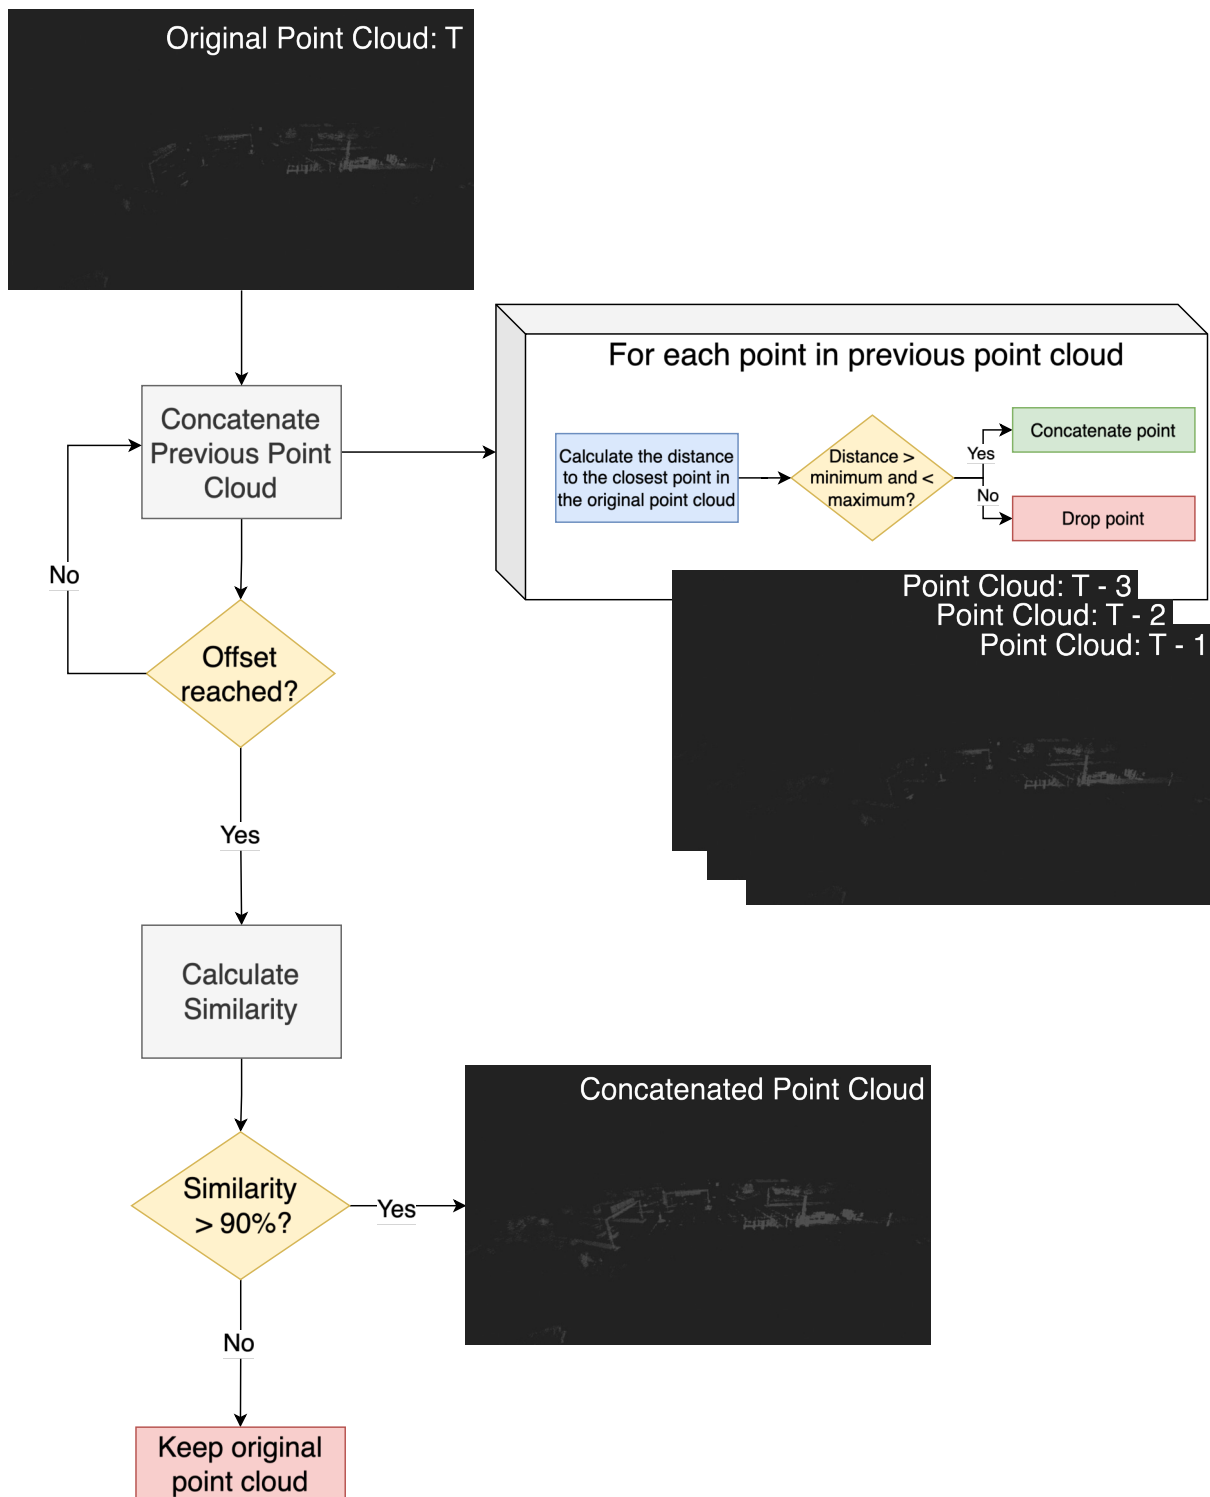 Original Point Cloud: T
For each point in previous point cloud
Concatenate
Previous Point
Cloud
Calculate the distance
to the closest point in
the original point cloud
Distance >
minimum and <
maximum?
Yes
No
Concatenate point
Drop point
No
Point Cloud: T - 3
Point Cloud: T - 2
Point Cloud: T - 1
Offset
reached?
Yes
Calculate
Similarity
Concatenated Point Cloud
Similarity
> 90%?
Yes
No
Keep original
point cloud